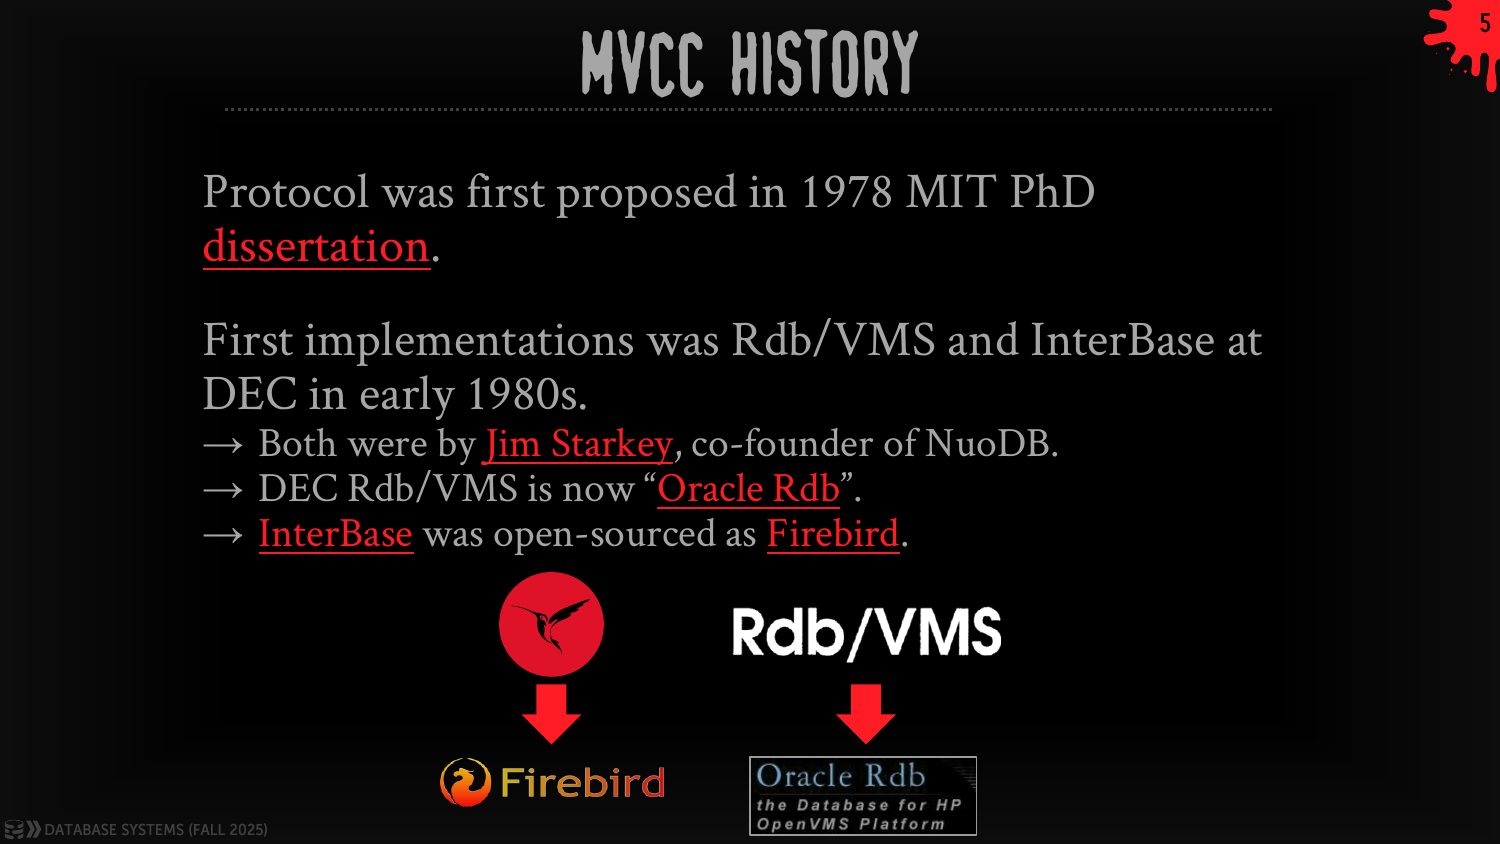 5
MVCC HISTORY
Protocol was first proposed in 1978 MIT PhD
dissertation.
First implementations was Rdb/VMS and InterBase at
DEC in early 1980s.
→ Both were by Jim Starkey, co-founder of NuoDB.
→ DEC Rdb/VMS is now “Oracle Rdb”.
→ InterBase was open-sourced as Firebird.
Rdb/VMS
Firebird
Oracle Rdb
the Database for HP
OpenVMS Platform
DATABASE SYSTEMS (FALL 2025)